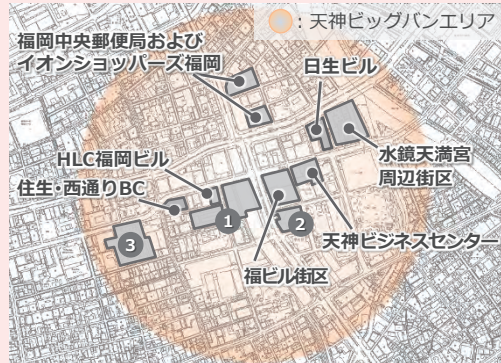 : 天神ビッグバンエリア
福岡中央郵便局および
イオンショッパーズ福岡
日生ビル
HLC福岡ビル
住生・西通りBC
水鏡天満宮
周辺街区
1
2
天神ビジネスセンター
3
福ビル街区